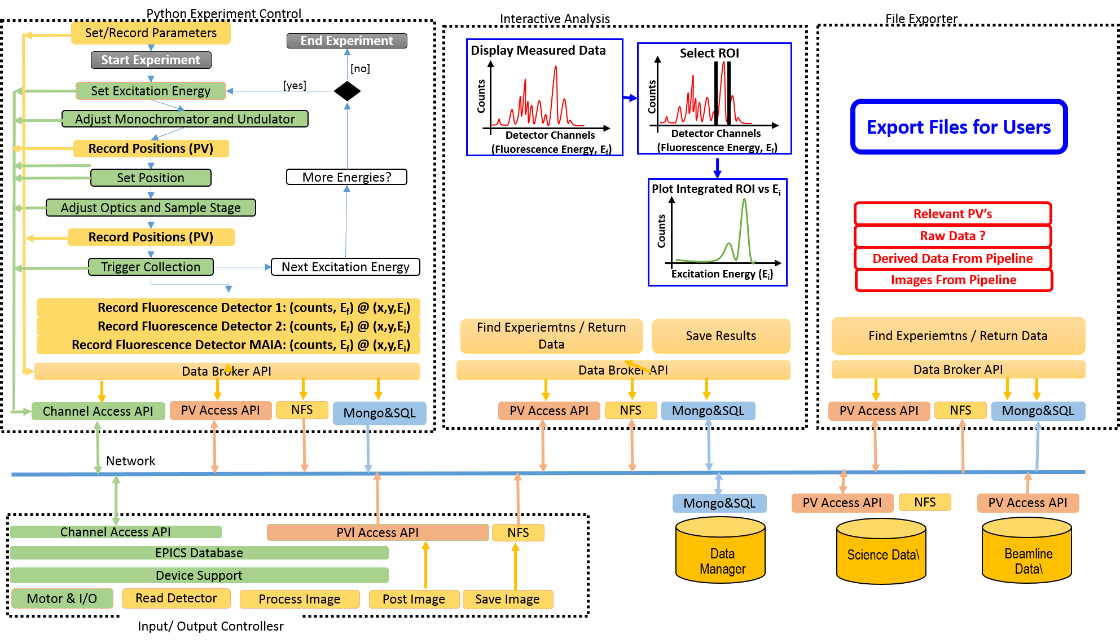 Python Experiment Control
Set/Record Parameters
Start Experiment
End Experiment
[no]
[yes]
Set Excitation Energy
Adjust Monochromator and Undulator
Record Positions (PV)
Set Position
More Energies?
Adjust Optics and Sample Stage
Record Positions (PV)
Trigger Collection
Next Excitation Energy
Record Fluorescence Detector 1: (counts, Ef) @ (x,y,Ei)
Record Fluorescence Detector 2: (counts, Ef) @ (x,y,Ei)
Record Fluorescence Detector MAIA: (counts, Ef) @ (x,y,Ei)
Data Broker API
Channel Access API
PV Access API
NFS
Mongo&SQL
Interactive Analysis
Display Measured Data
Counts
Detector Channels
(Fluorescence Energy, Ef)
Select ROI
Counts
Detector Channels
(Fluorescence Energy, Ef)
Plot Integrated ROI vs Ei
Counts
Excitation Energy (Ei)
Find Experiemtns / Return
Data
Save Results
Data Broker API
PV Access API
NFS
Mongo&SQL
File Exporter
Export Files for Users
Relevant PV's
Raw Data ?
Derived Data From Pipeline
Images From Pipeline
Find Experiemtns / Return Data
Data Broker API
PV Access API
NFS
Mongo&SQL
Network
Channel Access API
PVl Access API
NFS
EPICS Database
Device Support
Motor & I/O
Read Detector
Process Image
Post Image
Save Image
Input/ Output Controllesr
Mongo&SQL
Data
Manager
PV Access API
NFS
Science Data\
PV Access API
Beamline
Data\